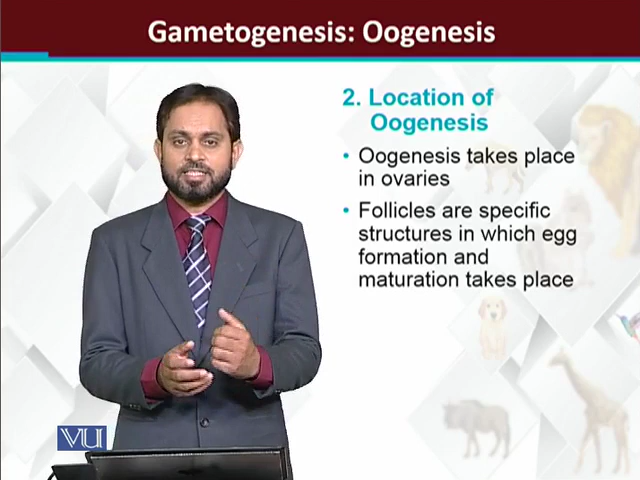 Gametogenesis: Oogenesis
2. Location of
Oogenesis
• Oogenesis takes place
in ovaries
• Follicles are specific
structures in which egg
formation and
maturation takes place
VU